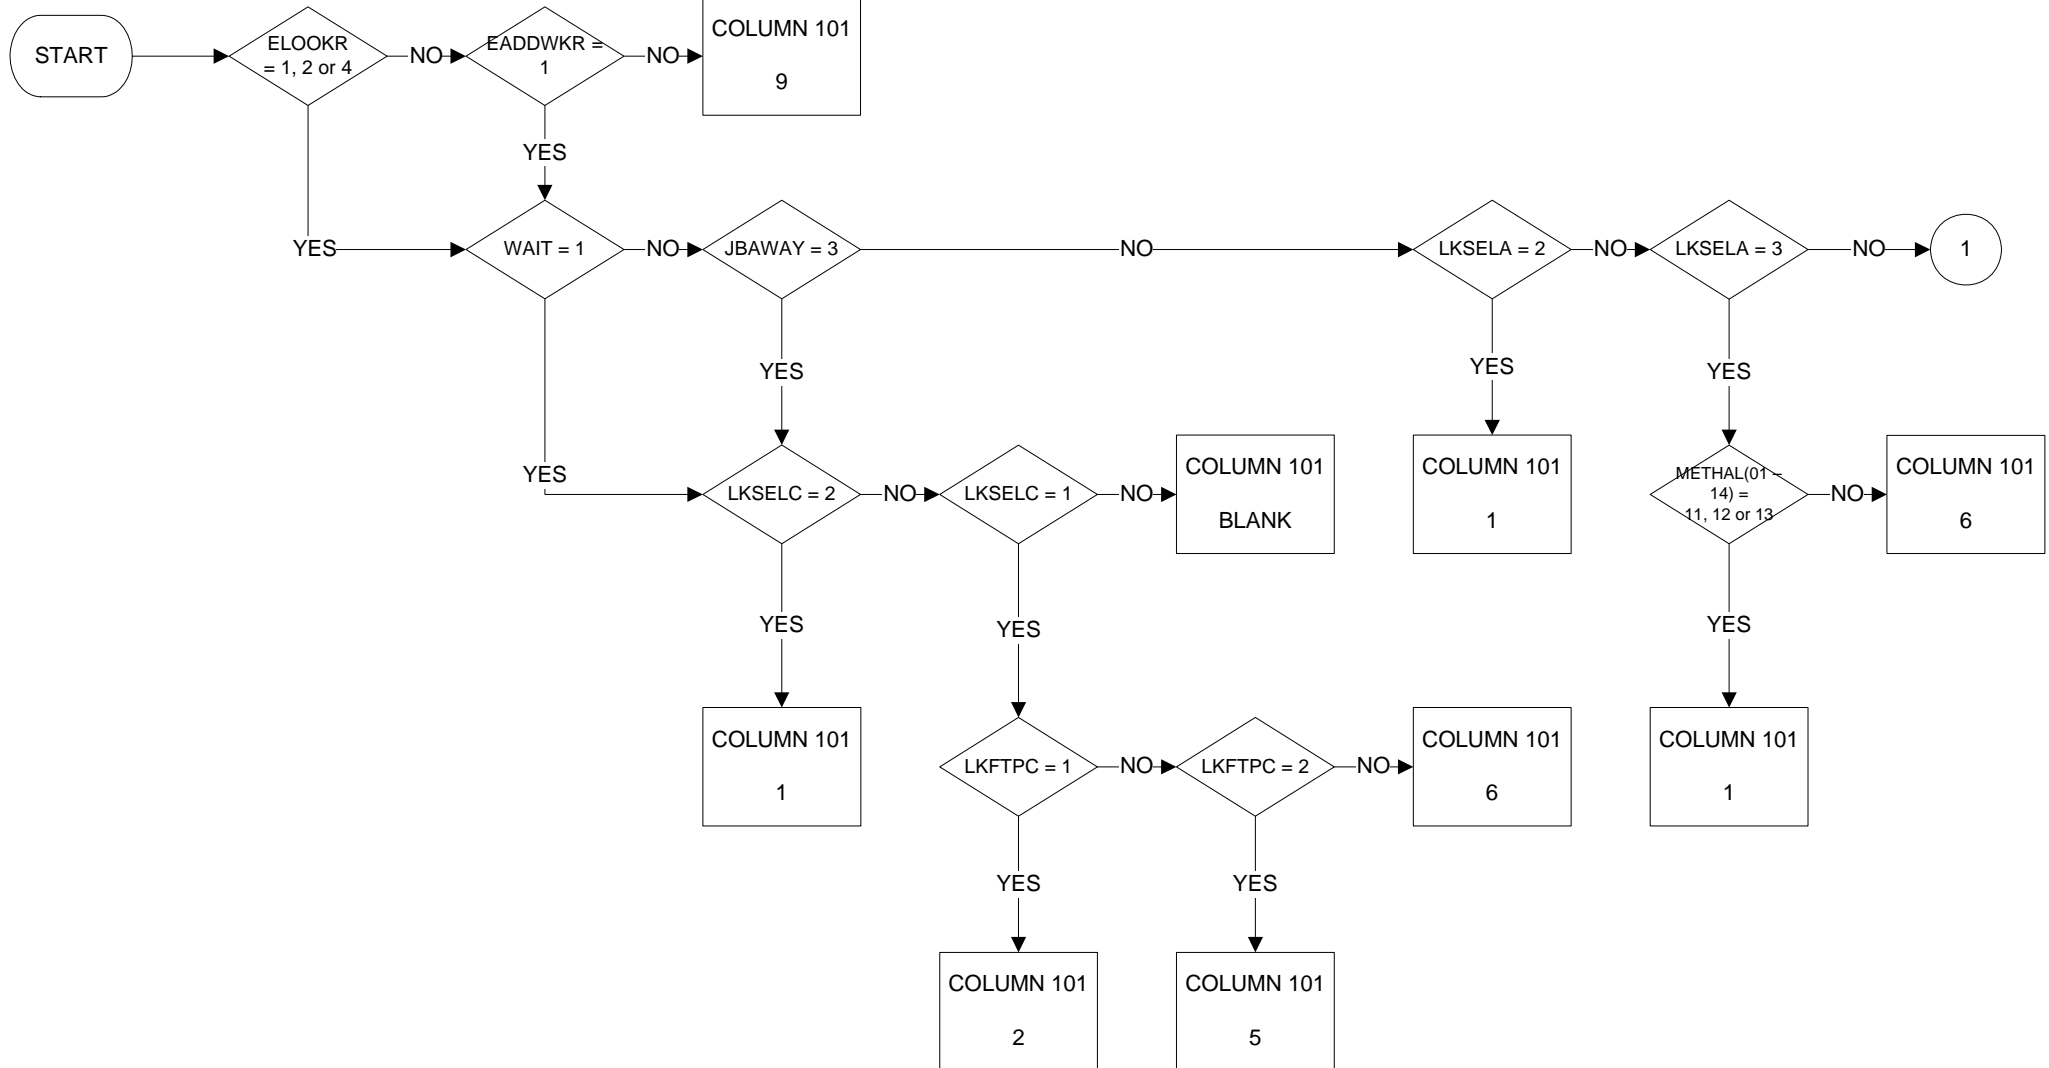 START
ELOOKR
= 1, 2 or 4
NO
EADDWKR =
1
NO
COLUMN 101
9
YES
YES
WAIT = 1
NO
JBAWAY = 3
NO
LKSELA = 2
NO
LKSELA = 3
NO
1
YES
YES
YES
YES
LKSELC = 2
NO
LKSELC = 1
NO
COLUMN 101
BLANK
COLUMN 101
1
METHAL(01 –
14) =
11, 12 or 13
NO
COLUMN 101
6
YES
YES
YES
COLUMN 101
1
LKFTPC = 1
NO
LKFTPC = 2
NO
COLUMN 101
6
COLUMN 101
1
YES
YES
COLUMN 101
2
COLUMN 101
5